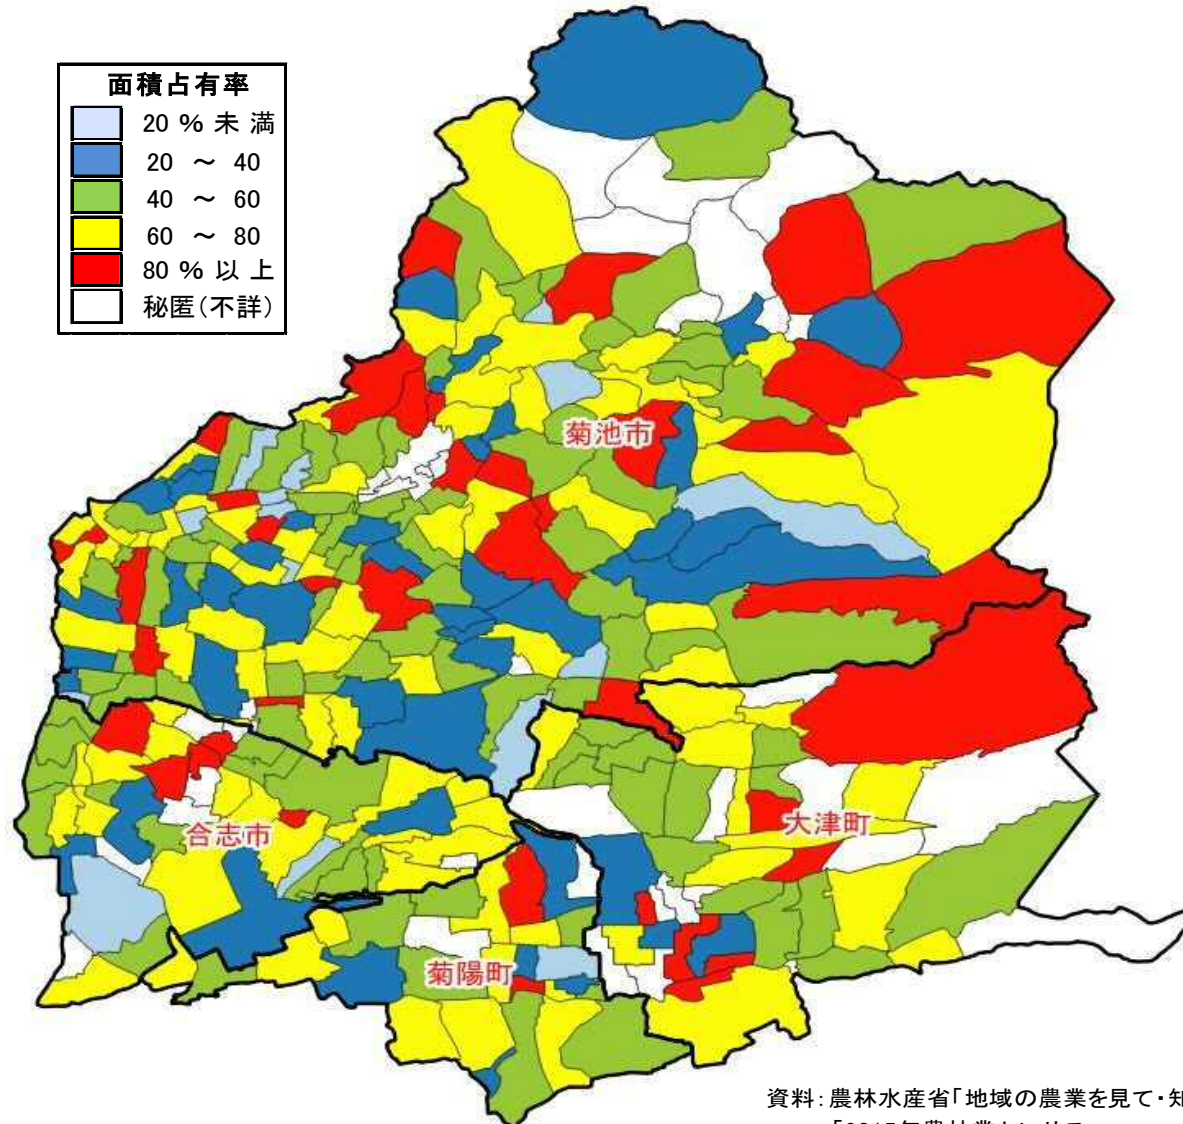 面積占有率
20 % 未 満
20 ～ 40
40 ～ 60
60 ～ 80
80 % 以 上
秘匿(不詳)
菊池市
合志市
大津町
菊陽町
資料：農林水産省「地域の農業を見て・知